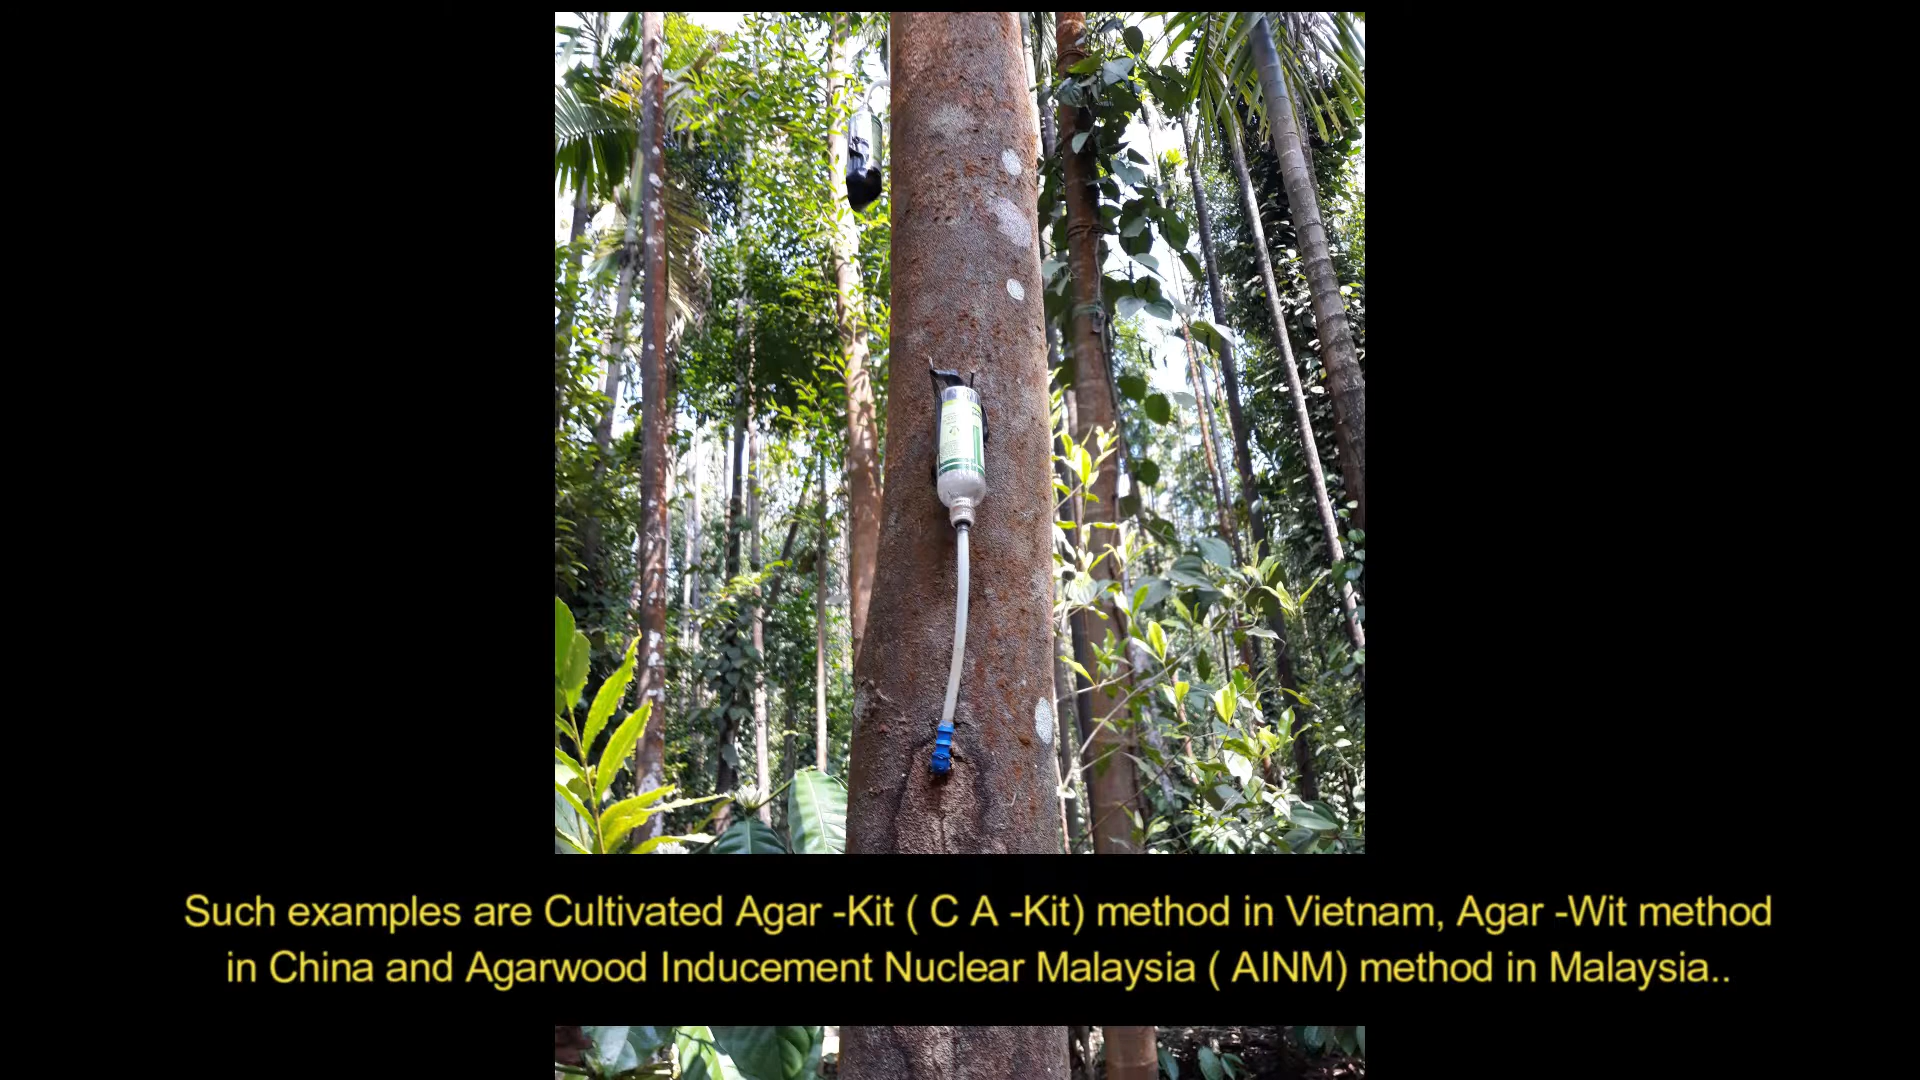 Such examples are Cultivated Agar -Kit ( C A -Kit) method in Vietnam, Agar -Wit method
in China and Agarwood Inducement Nuclear Malaysia ( AINM) method in Malaysia..